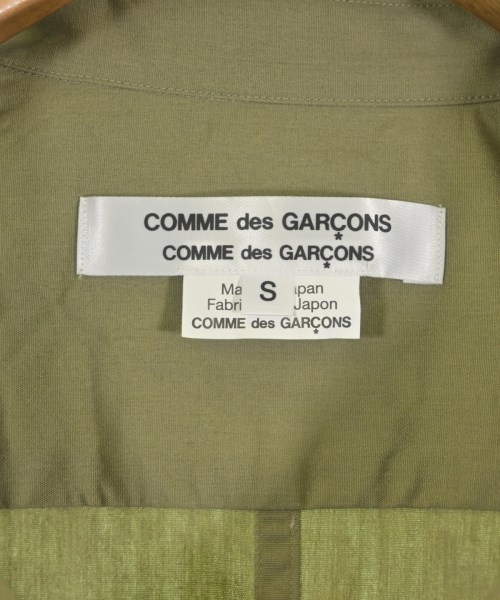 COMME des GARÇONS
COMME des GARÇONS
S
Ma apan
Fabri Japon
COMME des GARÇONS